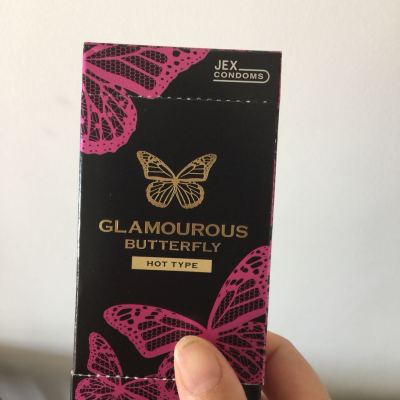 JEX
CONDOMS
GLAMOUROUS
BUTTERFLY
HOT TYPE